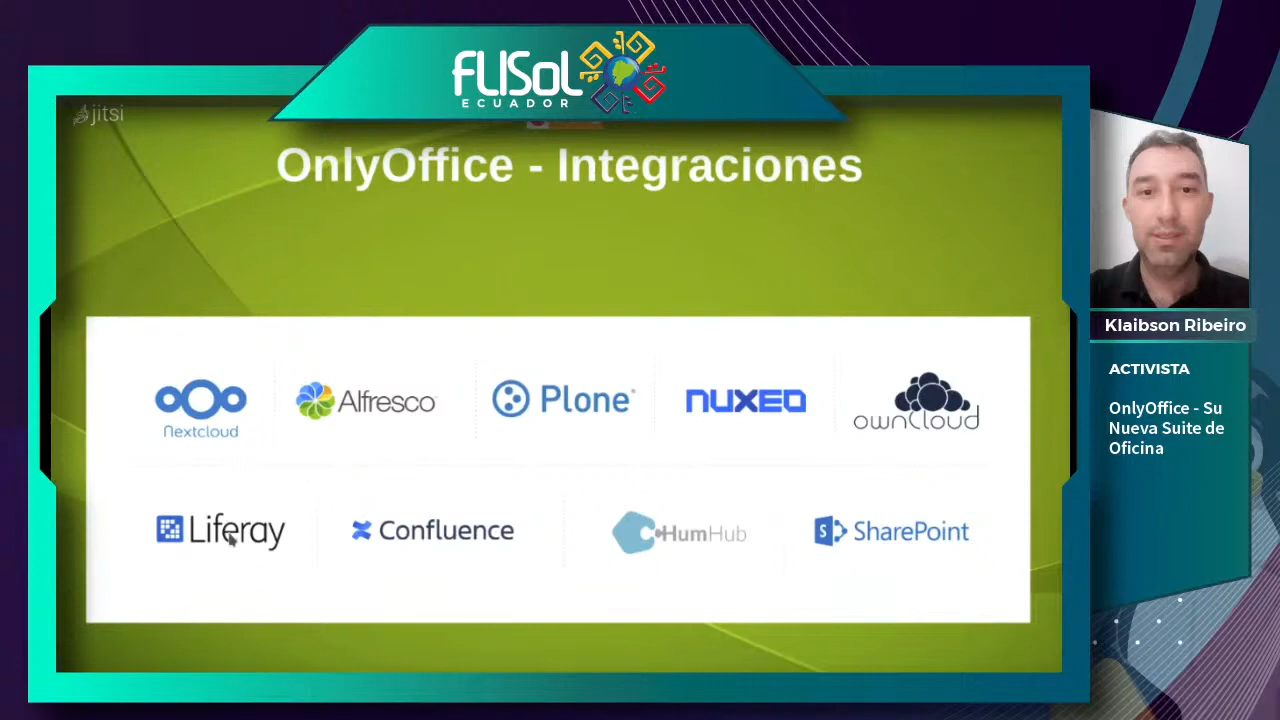 FLISoL
ECUADOR
jitsi
OnlyOffice - Integraciones
Nextcloud
Alfresco
Plone
nuxeo
ownCloud
Liferay
Confluence
HumHub
S
SharePoint
Klaibson Ribeiro
ACTIVISTA
OnlyOffice - Su
Nueva Suite de
Oficina